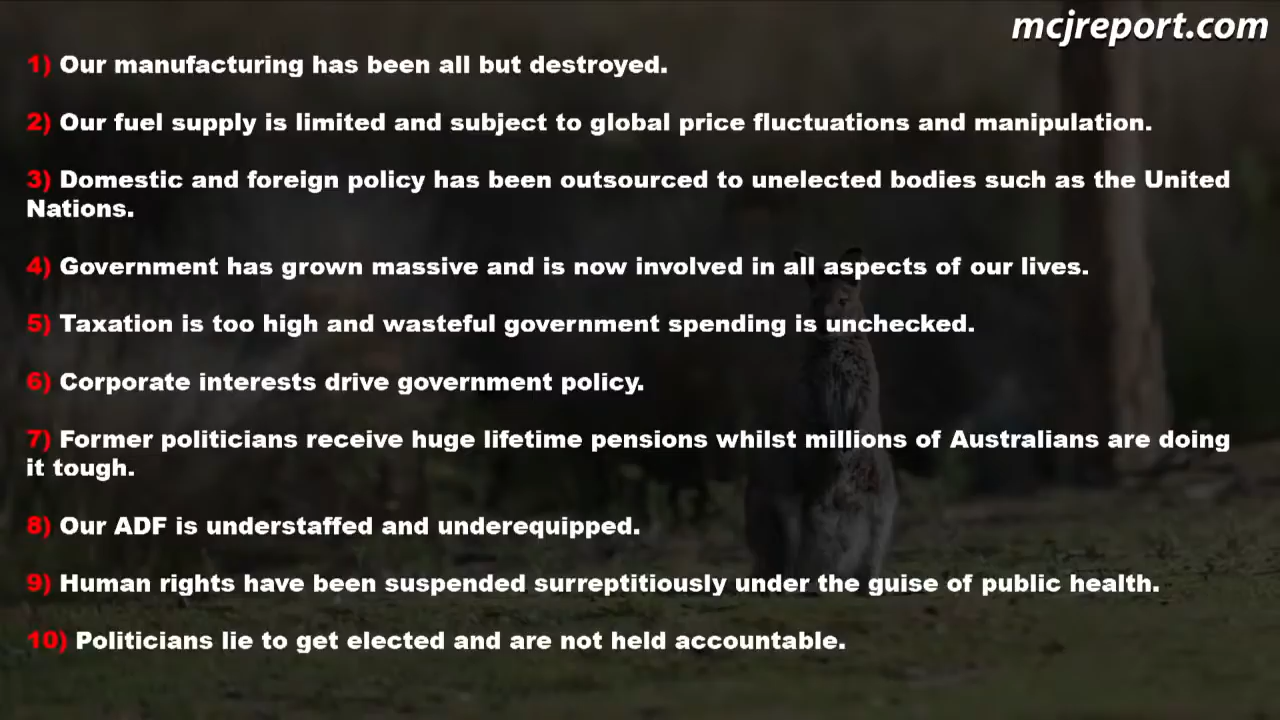 mcjreport.com
1) Our manufacturing has been all but destroyed.
2) Our fuel supply is limited and subject to global price fluctuations and manipulation.
3) Domestic and foreign policy has been outsourced to unelected bodies such as the United
Nations.
4) Government has grown massive and is now involved in all aspects of our lives.
5) Taxation is too high and wasteful government spending is unchecked.
6) Corporate interests drive government policy.
7) Former politicians receive huge lifetime pensions whilst millions of Australians are doing
it tough.
8) Our ADF is understaffed and underequipped.
9) Human rights have been suspended surreptitiously under the guise of public health.
10) Politicians lie to get elected and are not held accountable.